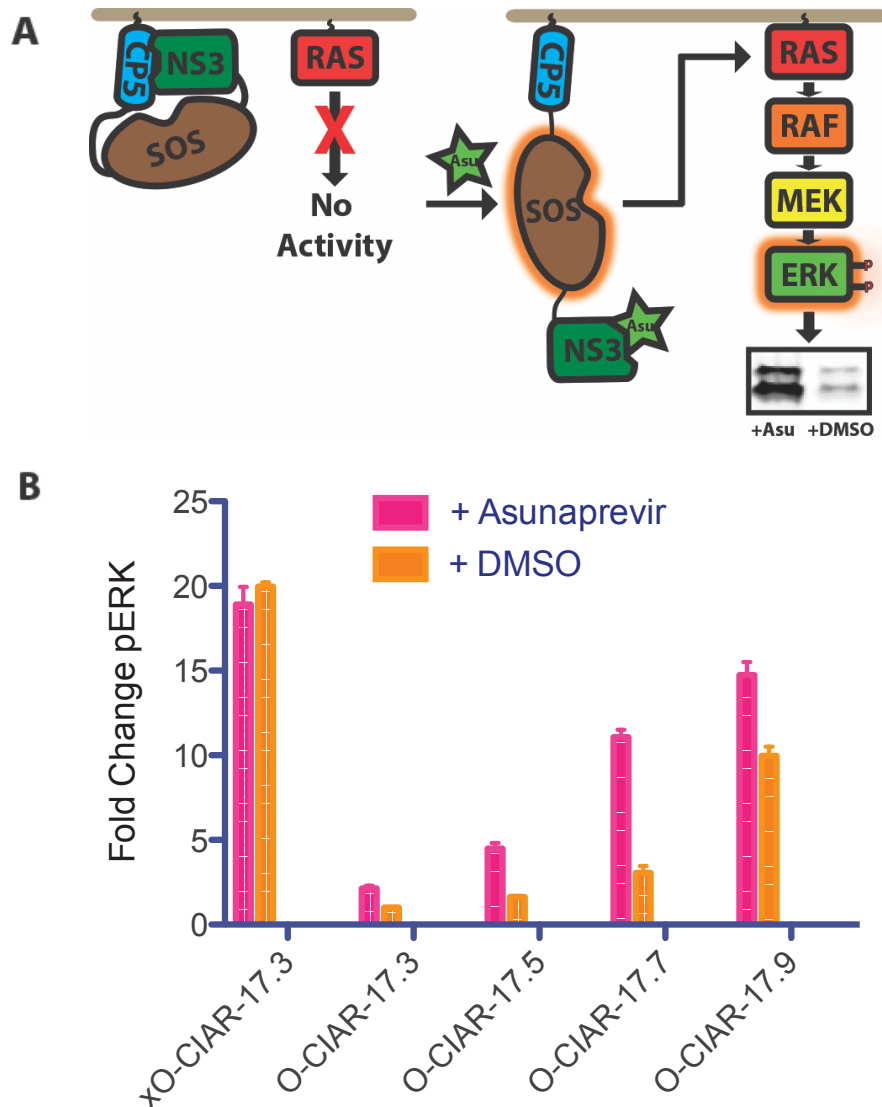 A
CP5
NS3
SOS
RAS
X
No
Activity
Asu
CP5
SOS
NS3
Asu
RAS
RAF
MEK
ERK
P
P
+Asu +DMSO
B
Fold Change pERK
25
20
15
10
5
0
+ Asunaprevir
+ DMSO
xO-CIAR-17.3
O-CIAR-17.3
O-CIAR-17.5
O-CIAR-17.7
O-CIAR-17.9